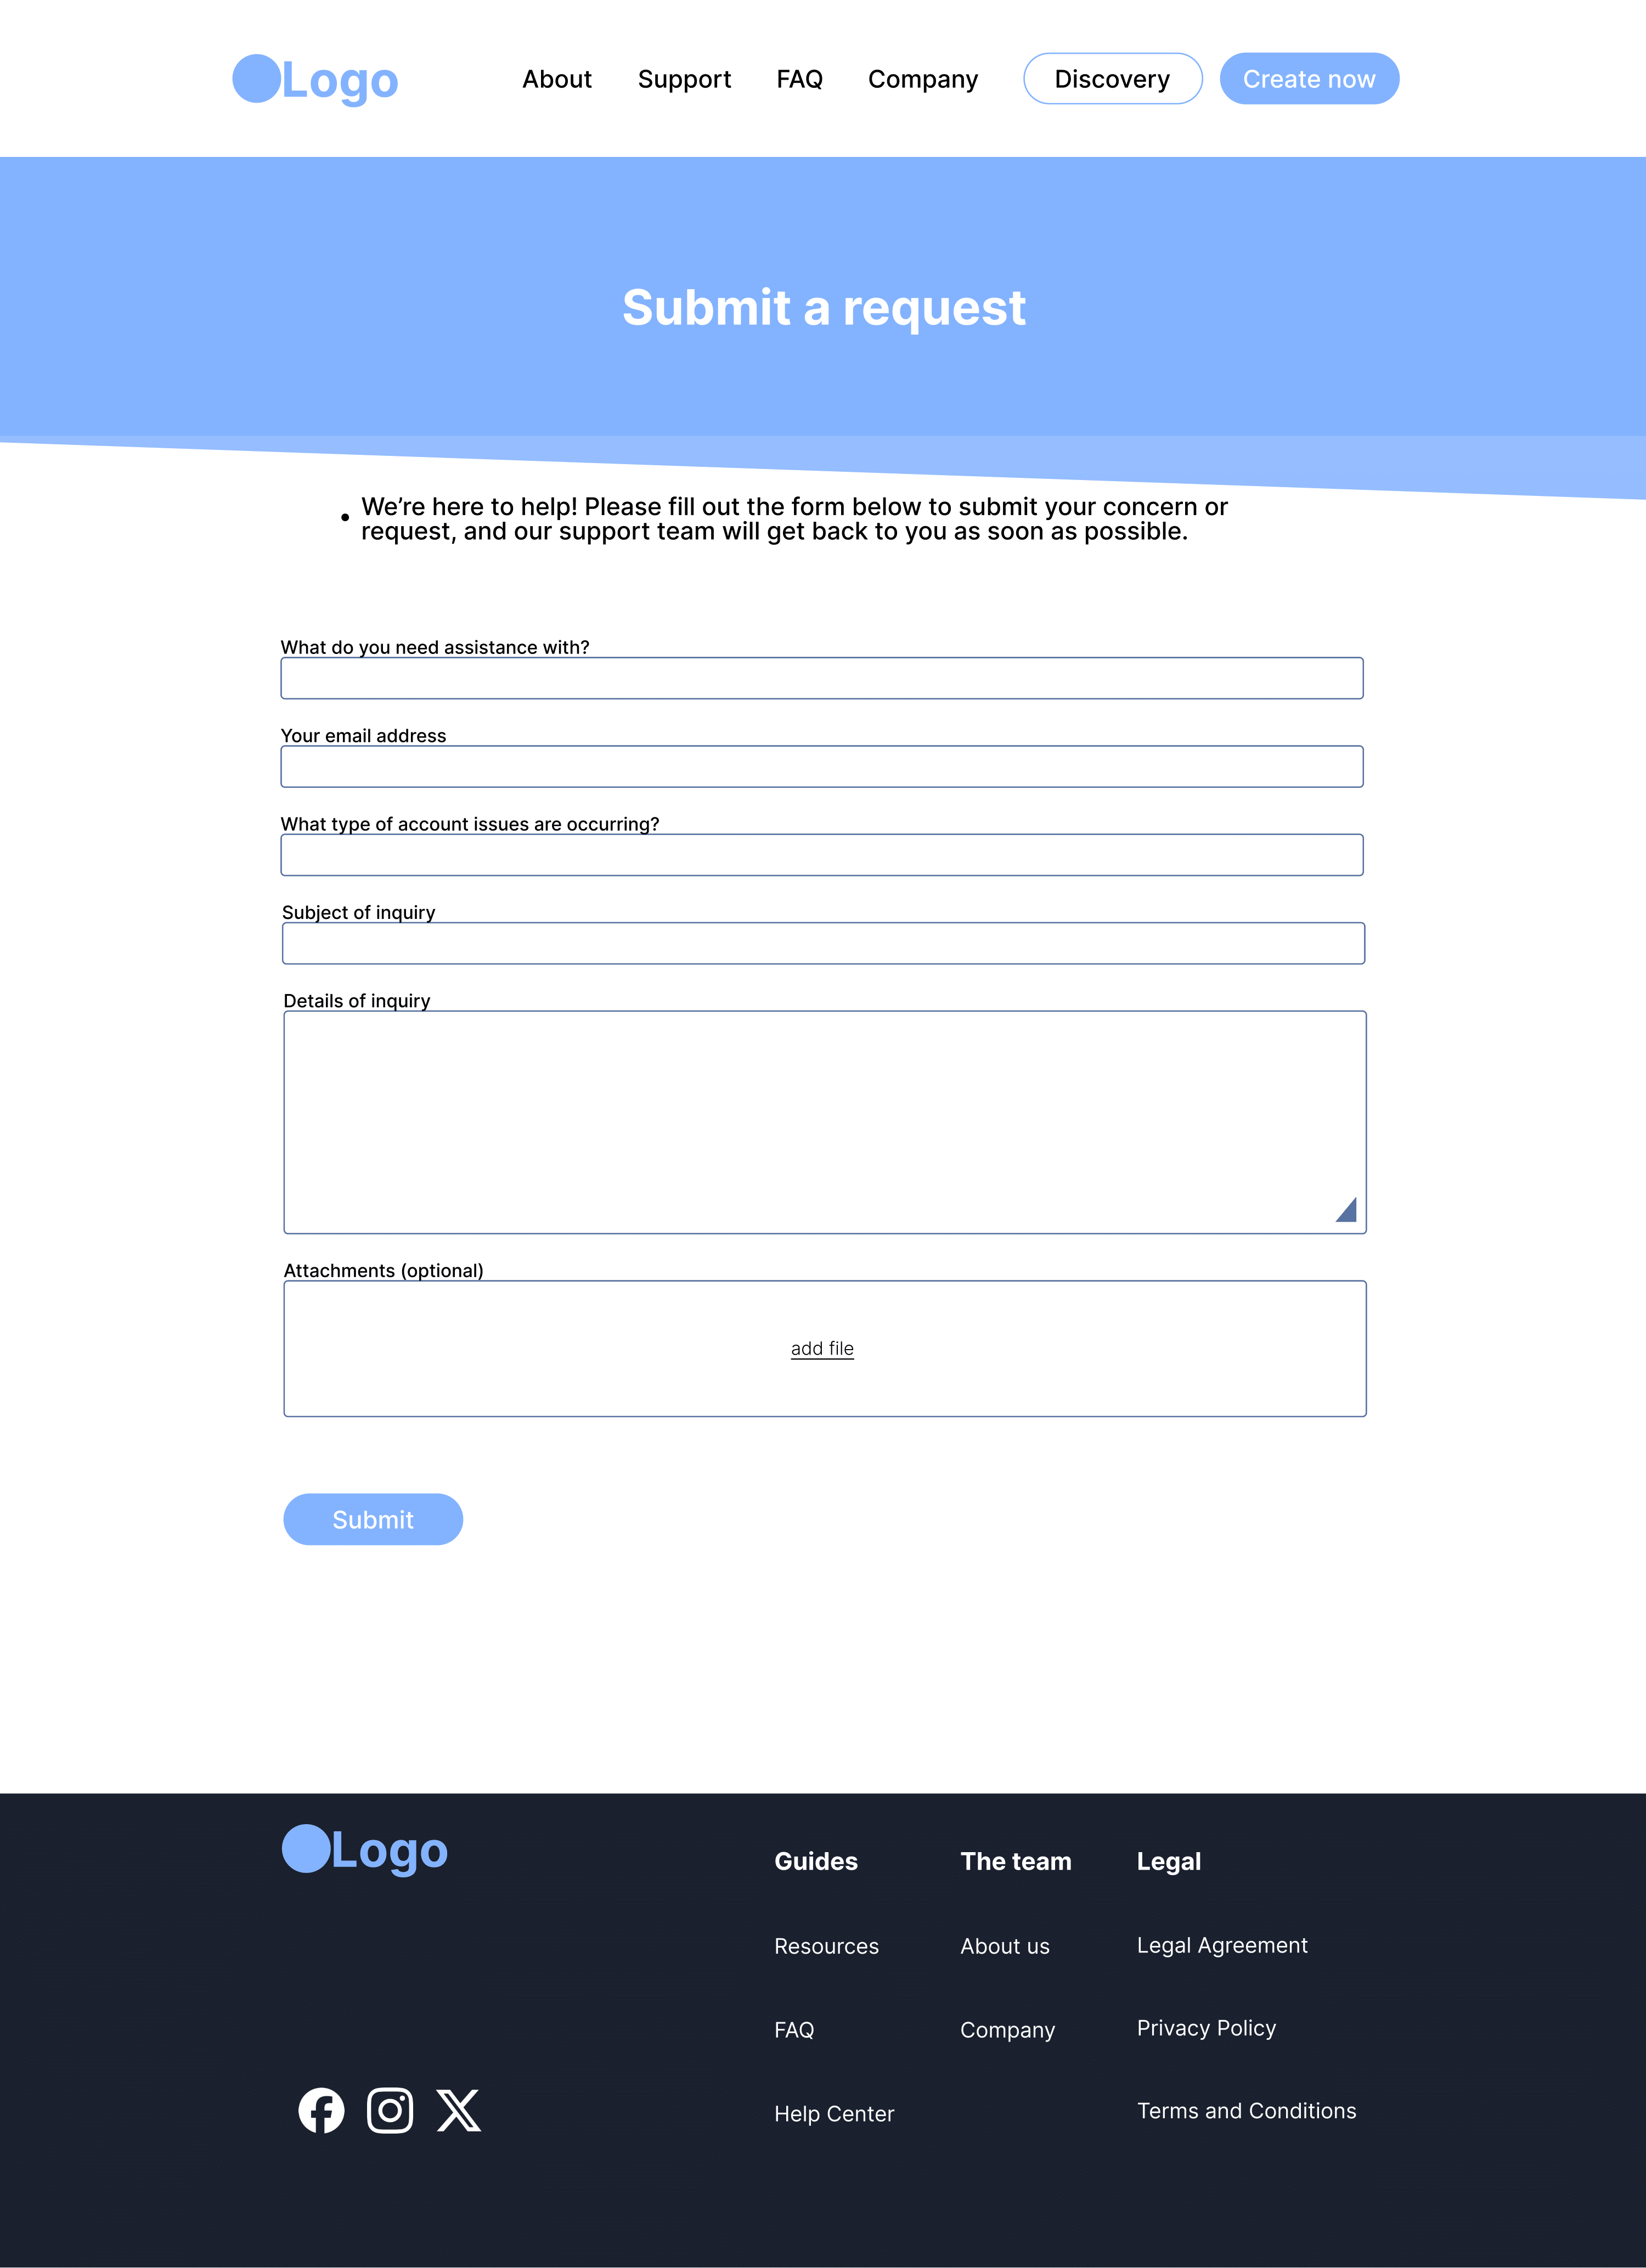 Logo
About
Support
FAQ
Company
Discovery
Create now
Submit a request
• We’re here to help! Please fill out the form below to submit your concern or
request, and our support team will get back to you as soon as possible.
What do you need assistance with?
Your email address
What type of account issues are occurring?
Subject of inquiry
Details of inquiry
Attachments (optional)
add file
Submit
Logo
Guides
Resources
FAQ
Help Center
The team
About us
Company
Legal
Legal Agreement
Privacy Policy
Terms and Conditions